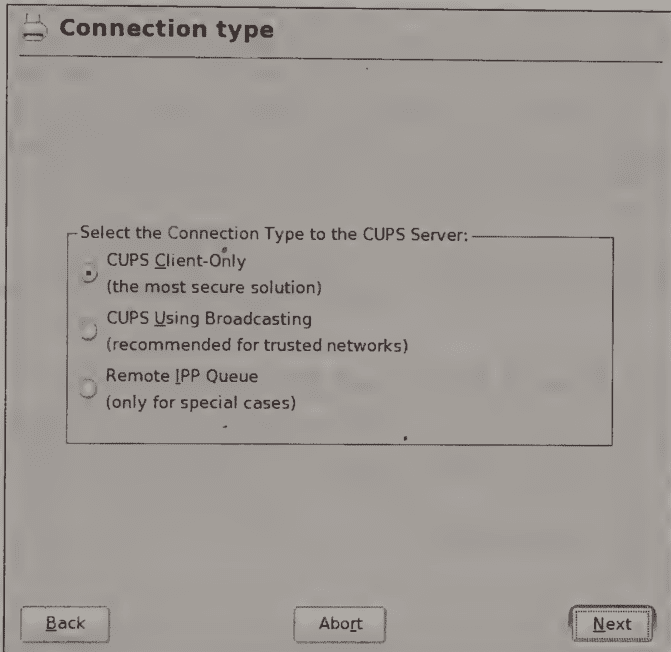 Connection type
Select the Connection Type to the CUPS Server:
CUPS Client-Only
(the most secure solution)
CUPS Using Broadcasting
(recommended for trusted networks)
Remote IPP Queue
(only for special cases)
Back
Abort
Next